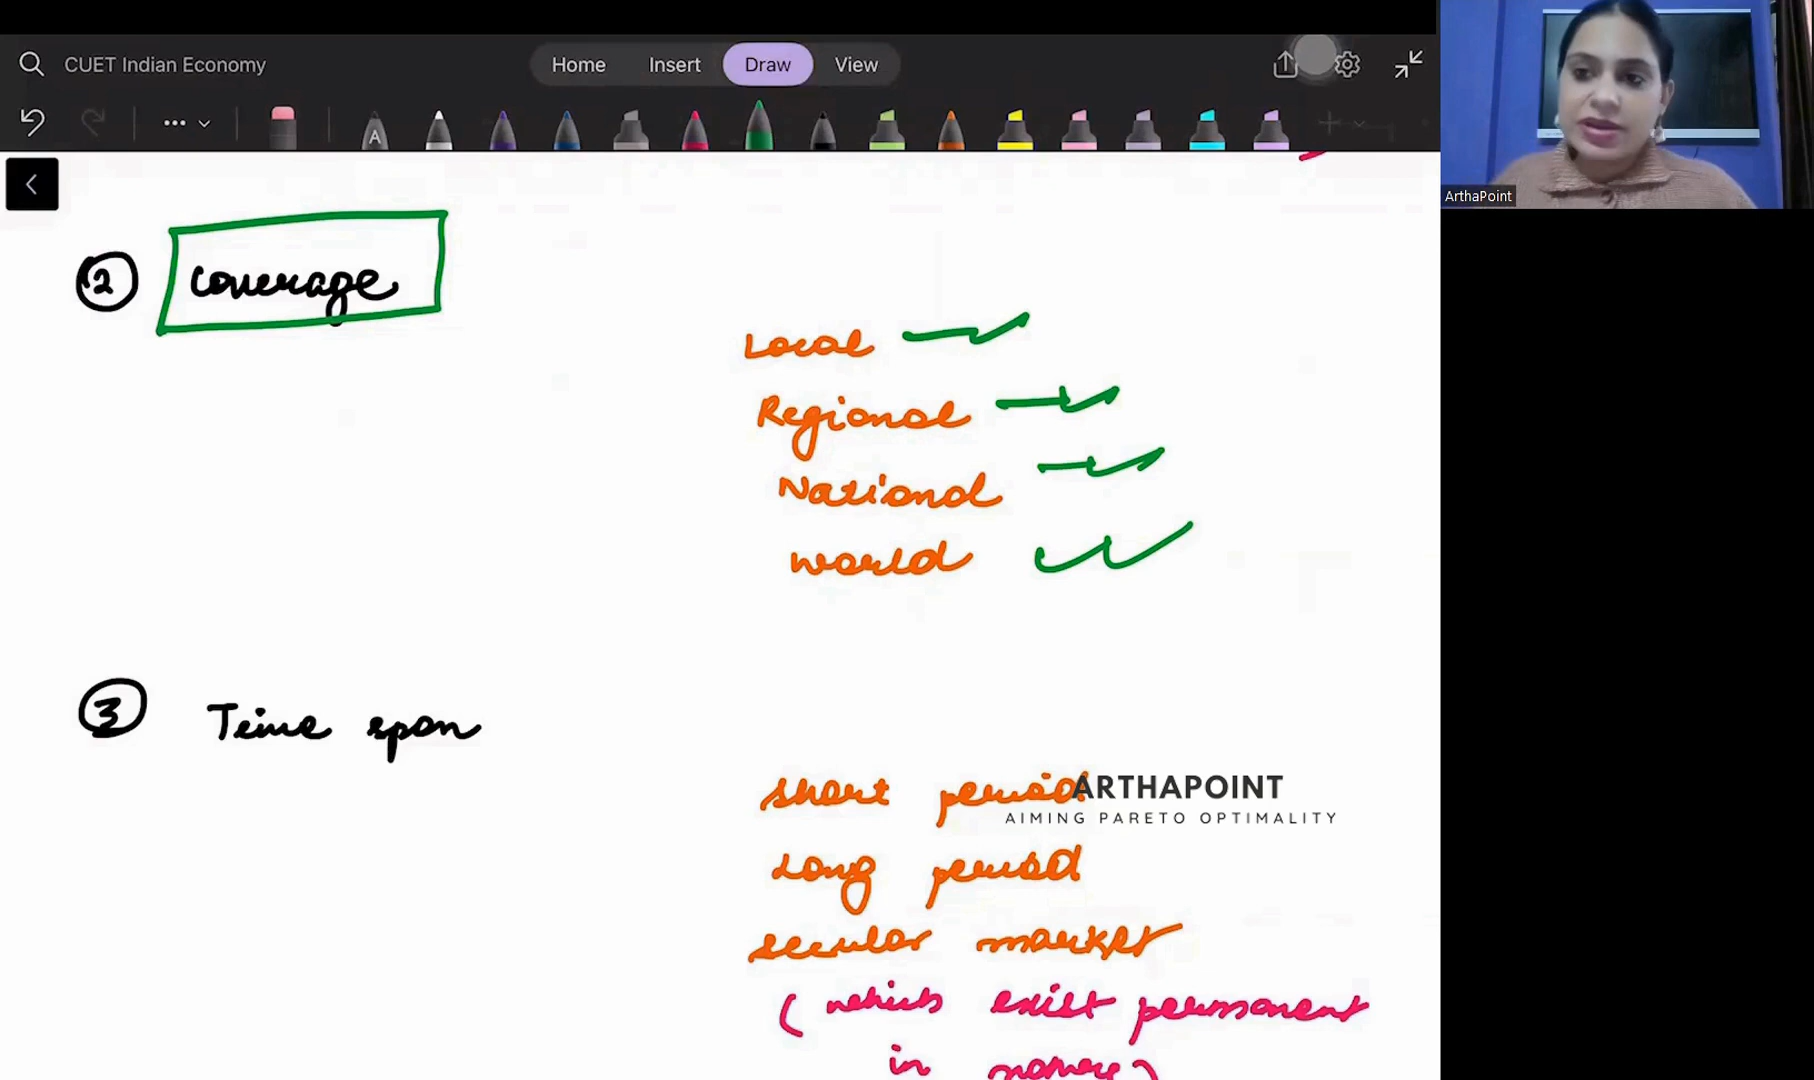 CUET Indian Economy
Home Insert Draw View
A
ArthaPoint
2 Coverage
Local
Regional
National
World
3 Time span
short period
ARTHAPOINT
AIMING PARETO OPTIMALITY
Long period
secular market
( which exist permanent
in nature )